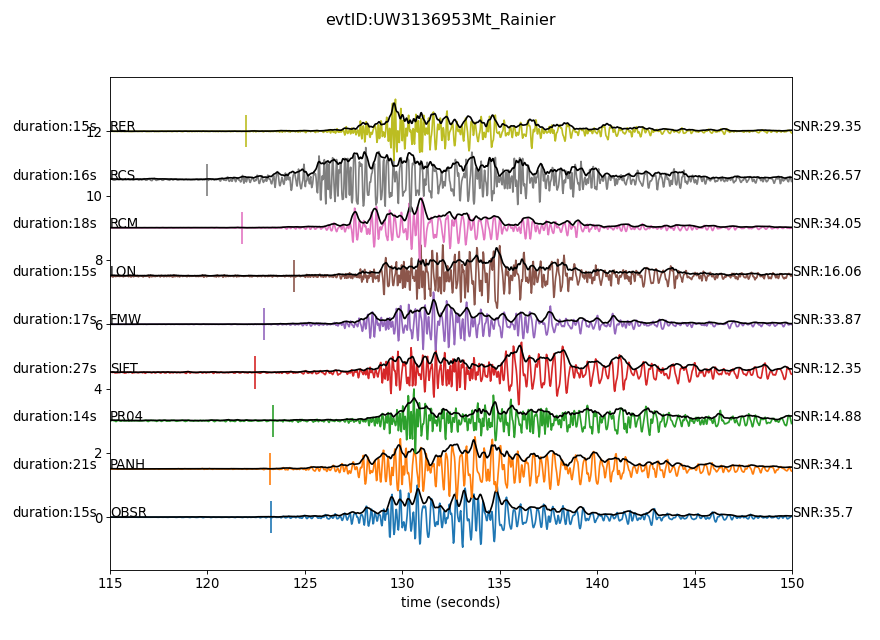 evtID:UW3136953Mt_Rainier
duration:15s RER SNR:29.35
12
duration:16s RCS SNR:26.57
10
duration:18s RCM SNR:34.05
8
duration:15s LON SNR:16.06
duration:17s FMW SNR:33.87
6
duration:27s SIFT SNR:12.35
4
duration:14s PR04 SNR:14.88
2
duration:21s PANH SNR:34.1
duration:15s OBSR SNR:35.7
0
115 120 125 130 135 140 145 150
time (seconds)